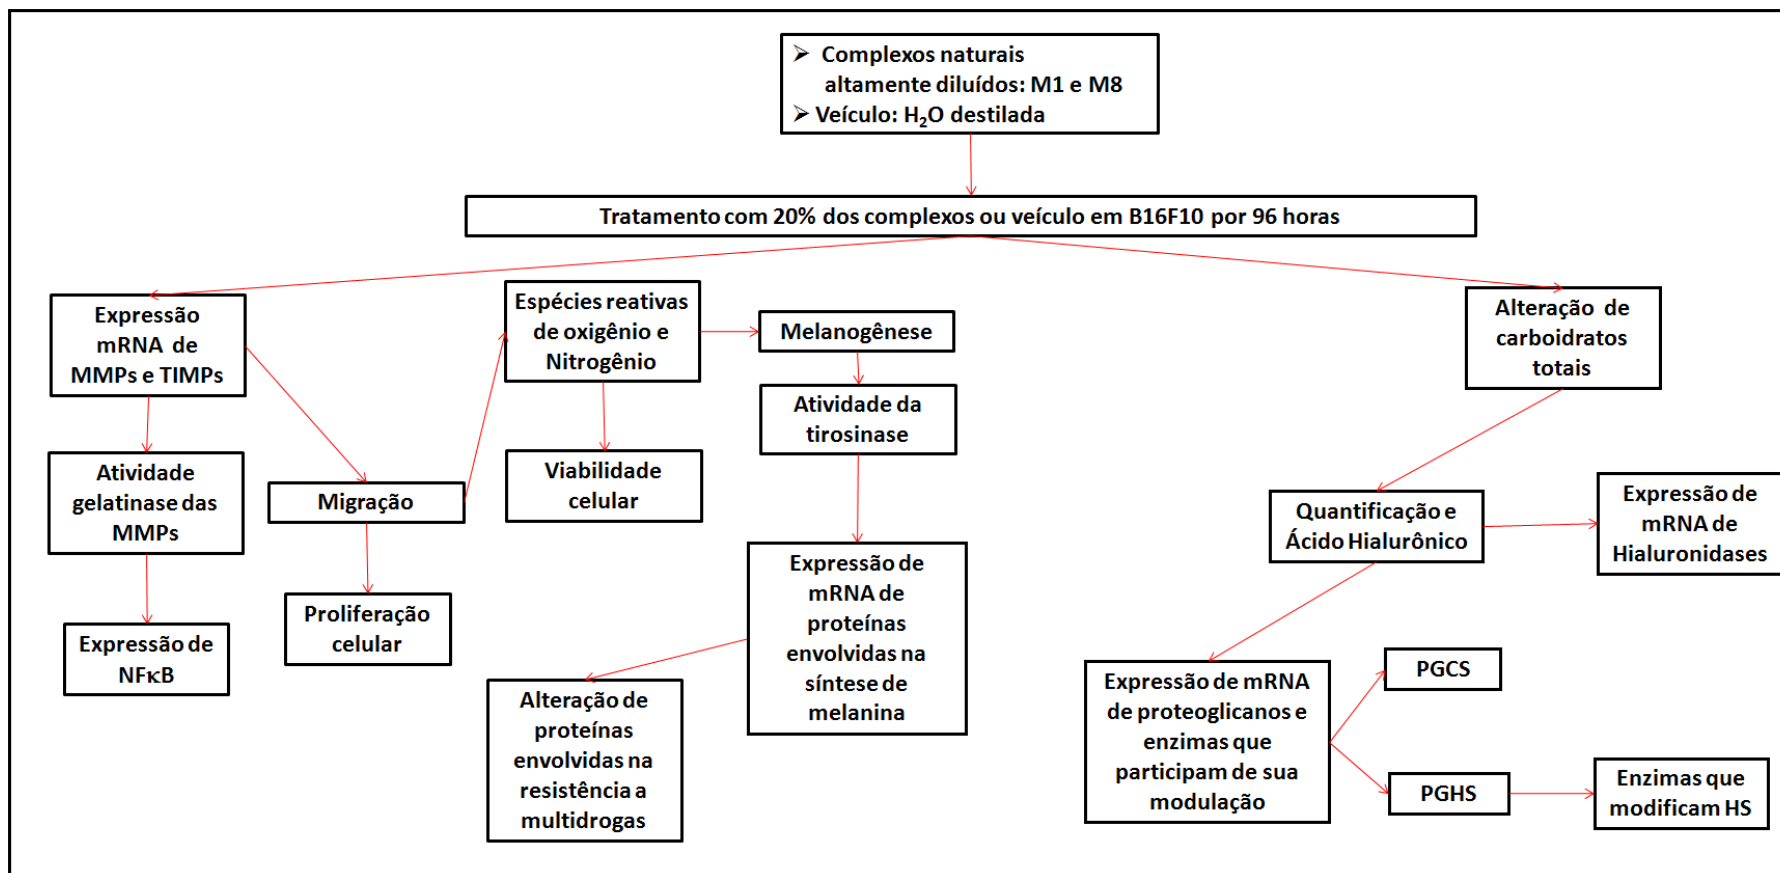 ➢ Complexos naturais
altamente diluídos: M1 e M8
➢ Veículo: H₂O destilada
Tratamento com 20% dos complexos ou veículo em B16F10 por 96 horas
Expressão
mRNA de
MMPs e TIMPs
Atividade
gelatinase das
MMPs
Expressão de
NFκB
Migração
Proliferação
celular
Espécies reativas
de oxigênio e
Nitrogênio
Viabilidade
celular
Melanogênese
Atividade da
tirosinase
Expressão de
mRNA de
proteínas
envolvidas na
síntese de
melanina
Alteração de
proteínas
envolvidas na
resistência a
multidrogas
Alteração de
carboidratos
totais
Quantificação e
Ácido Hialurônico
Expressão de
mRNA de
Hialuronidases
Expressão de mRNA
de proteoglicanos e
enzimas que
participam de sua
modulação
PGCS
PGHS
Enzimas que
modificam HS